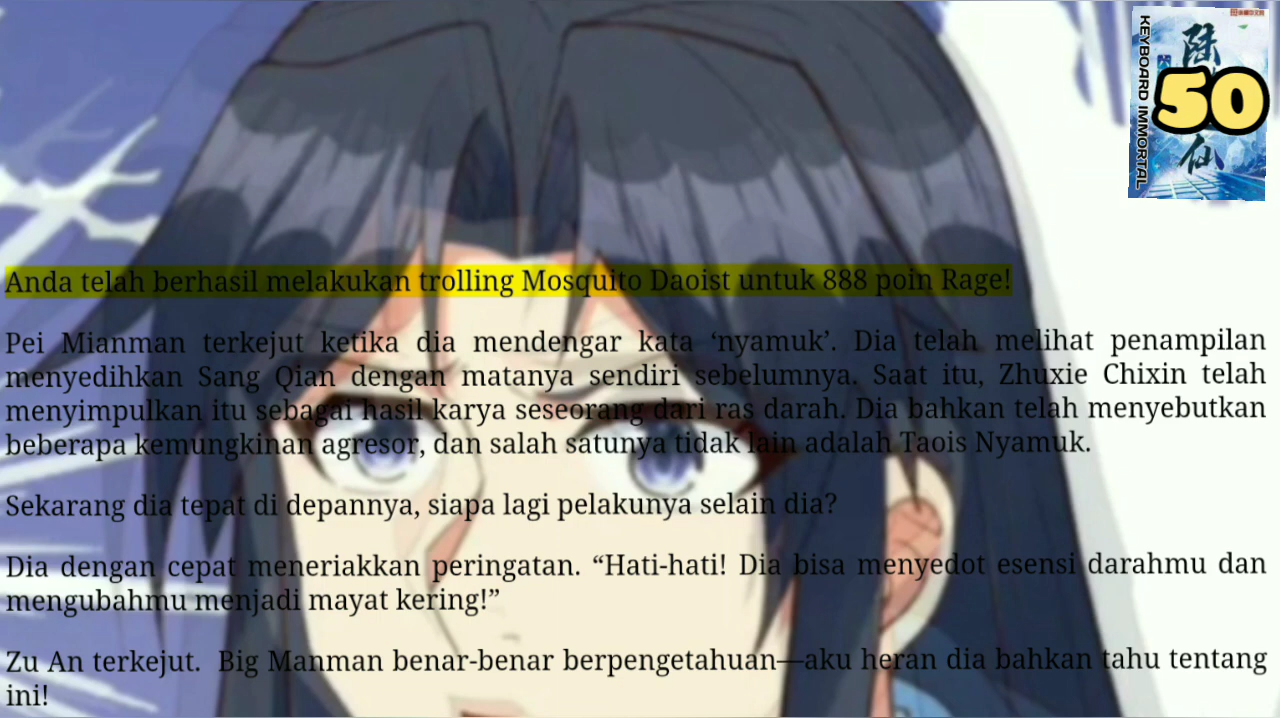 KEYBOARD IMMORTAL
陆
仙
50
Anda telah berhasil melakukan trolling Mosquito Daoist untuk 888 poin Rage!
Pei Mianman terkejut ketika dia mendengar kata ‘nyamuk’. Dia telah melihat penampilan
menyedihkan Sang Qian dengan matanya sendiri sebelumnya. Saat itu, Zhuxie Chixin telah
menyimpulkan itu sebagai hasil karya seseorang dari ras darah. Dia bahkan telah menyebutkan
beberapa kemungkinan agresor, dan salah satunya tidak lain adalah Taois Nyamuk.
Sekarang dia tepat di depannya, siapa lagi pelakunya selain dia?
Dia dengan cepat meneriakkan peringatan. “Hati-hati! Dia bisa menyedot esensi darahmu dan
mengubahmu menjadi mayat kering!”
Zu An terkejut.  Big Manman benar-benar berpengetahuan—aku heran dia bahkan tahu tentang
ini!